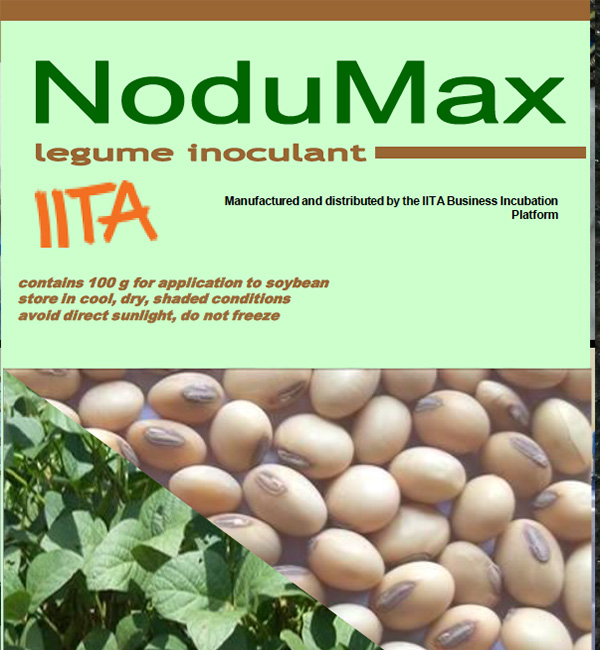 NoduMax
legume inoculant
IITA
Manufactured and distributed by the IITA Business Incubation
Platform
contains 100 g for application to soybean
store in cool, dry, shaded conditions
avoid direct sunlight, do not freeze